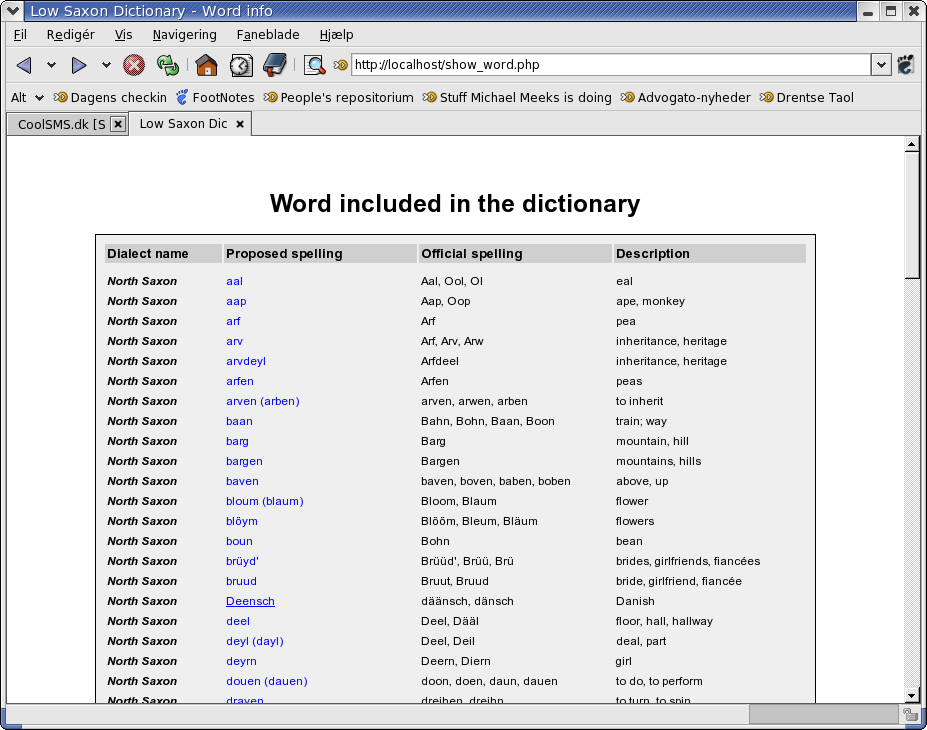 Low Saxon Dictionary - Word info
Fil Redigér Vis Navigering Faneblade Hjælp
http://localhost/show_word.php
Alt Dagens checkin FootNotes People's repositorium Stuff Michael Meeks is doing Advogato-nyheder Drentse Taol
CoolSMS.dk [S Low Saxon Dic
Word included in the dictionary
Dialect name Proposed spelling Official spelling Description
North Saxon aal Aal, Ool, Ol eal
North Saxon aap Aap, Oop ape, monkey
North Saxon arf Arf pea
North Saxon arv Arf, Arv, Arw inheritance, heritage
North Saxon arvdeyl Arfdeel inheritance, heritage
North Saxon arfen Arfen peas
North Saxon arven (arben) arven, arwen, arben to inherit
North Saxon baan Bahn, Bohn, Baan, Boon train; way
North Saxon barg Barg mountain, hill
North Saxon bargen Bargen mountains, hills
North Saxon baven baven, boven, baben, boben above, up
North Saxon bloum (blaum) Bloom, Blaum flower
North Saxon blöym Blööm, Bleum, Bläum flowers
North Saxon boun Bohn bean
North Saxon brüyd' Brüüd', Brüü, Brü brides, girlfriends, fiancées
North Saxon bruud Bruut, Bruud bride, girlfriend, fiancée
North Saxon Deensch däänsch, dänsch Danish
North Saxon deel Deel, Dääl floor, hall, hallway
North Saxon deyl (dayl) Deel, Deil deal, part
North Saxon deyrn Deern, Diern girl
North Saxon douen (dauen) doon, doen, daun, dauen to do, to perform
North Saxon draven dreihen, dreihn to turn, to spin